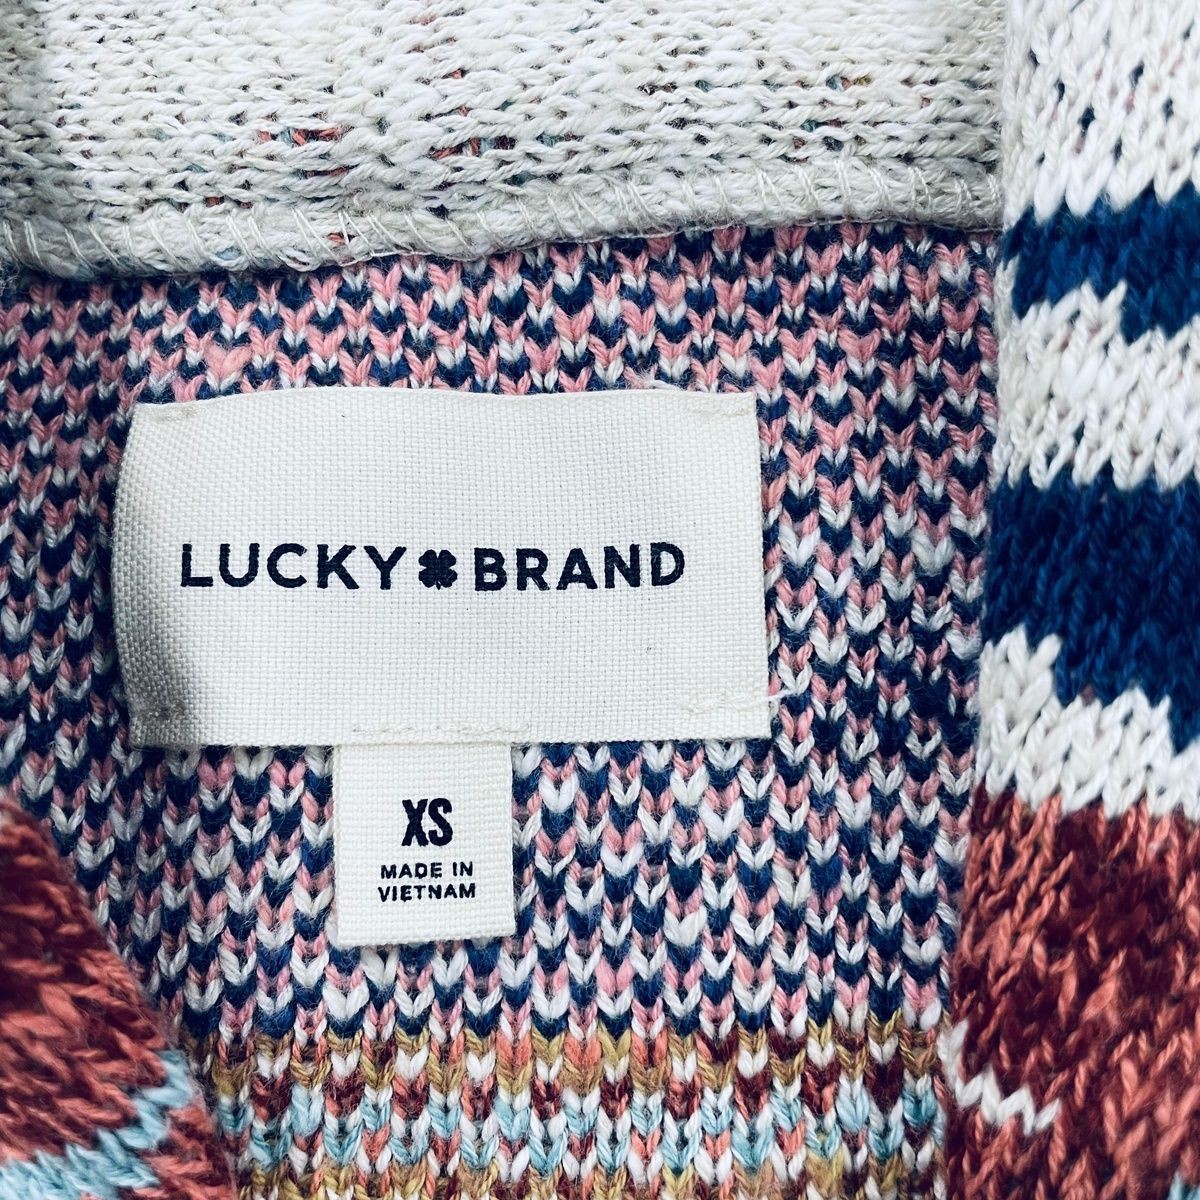 LUCKY BRAND
XS
MADE IN
VIETNAM